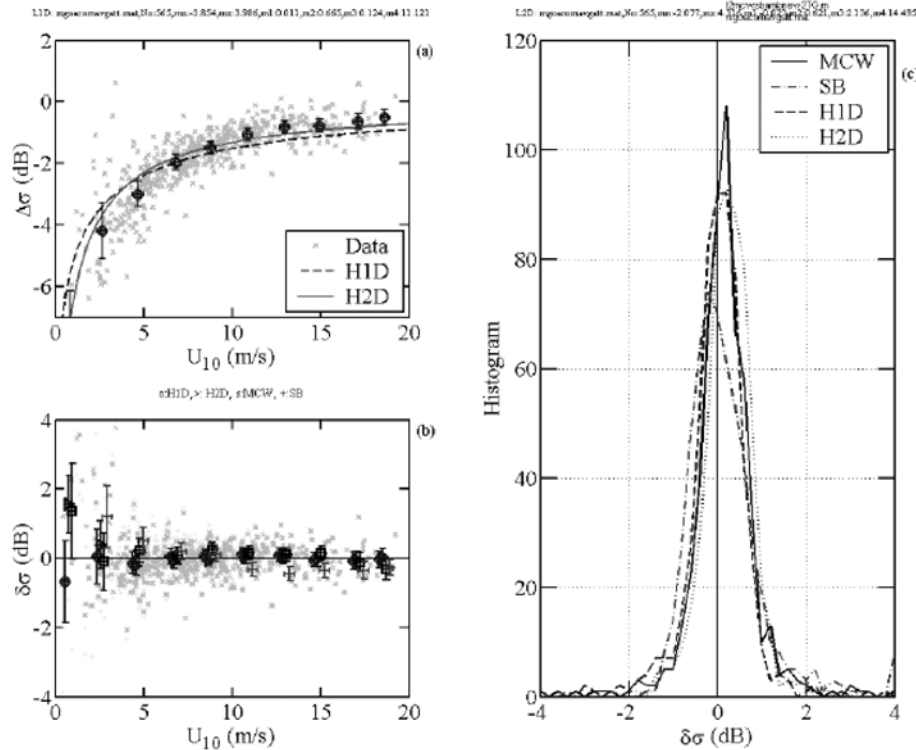 (a)
0
-2
-4
-6
Δσ (dB)
Data
H1D
H2D
0 5 10 15 20
U10 (m/s)
(b)
4
2
0
-2
-4
δσ (dB)
0 5 10 15 20
U10 (m/s)
(c)
120
100
80
60
40
20
0
Histogram
MCW
SB
H1D
H2D
-4 -2 0 2 4
δσ (dB)